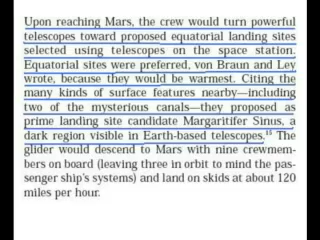 Upon reaching Mars, the crew would turn powerful
telescopes toward proposed equatorial landing sites
selected using telescopes on the space station.
Equatorial sites were preferred, von Braun and Ley
wrote, because they would be warmest. Citing the
many kinds of surface features nearby—including
two of the mysterious canals—they proposed as
prime landing site candidate Margaritifer Sinus, a
dark region visible in Earth-based telescopes.¹⁵ The
glider would descend to Mars with nine crewmem-
bers on board (leaving three in orbit to mind the pas-
senger ship's systems) and land on skids at about 120
miles per hour.